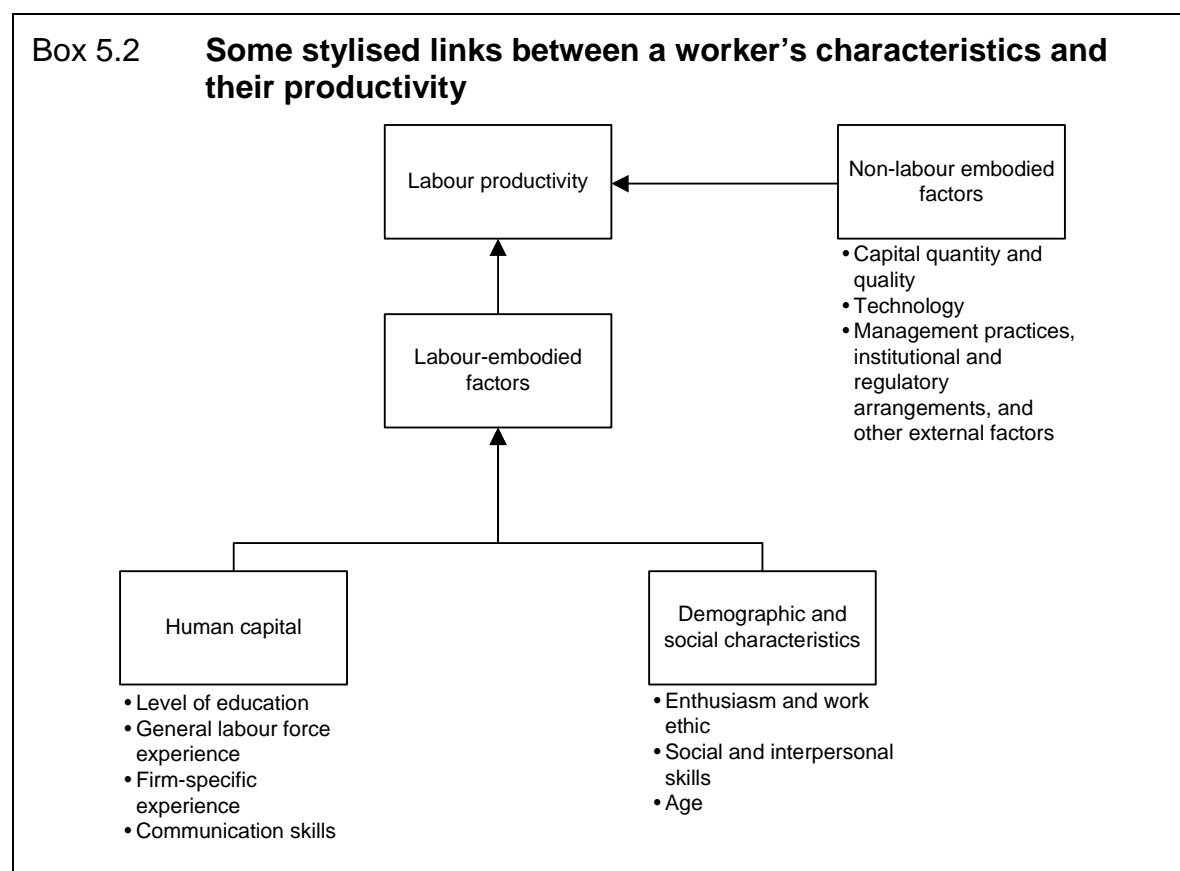 Box 5.2 Some stylised links between a worker’s characteristics and
their productivity
Labour productivity
Non-labour embodied
factors
• Capital quantity and
quality
• Technology
• Management practices,
institutional and
regulatory
arrangements, and
other external factors
Labour-embodied
factors
Human capital
• Level of education
• General labour force
experience
• Firm-specific
experience
• Communication skills
Demographic and
social characteristics
• Enthusiasm and work
ethic
• Social and interpersonal
skills
• Age